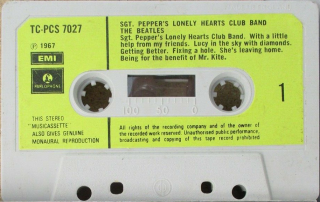 TC-PCS 7027
℗ 1967
EMI
PARLOPHONE
THIS STEREO
MUSICASSETTE
ALSO GIVES GENUINE
MONAURAL REPRODUCTION
SGT. PEPPER'S LONELY HEARTS CLUB BAND
THE BEATLES
Sgt. Pepper's Lonely Hearts Club Band. With a little
help from my friends. Lucy in the sky with diamonds.
Getting Better. Fixing a hole. She's leaving home.
Being for the benefit of Mr. Kite.
100 50 0
1
All rights of the recording company and of the owner of
the recorded work reserved. Unauthorised public performance,
broadcasting and copying of this tape record prohibited